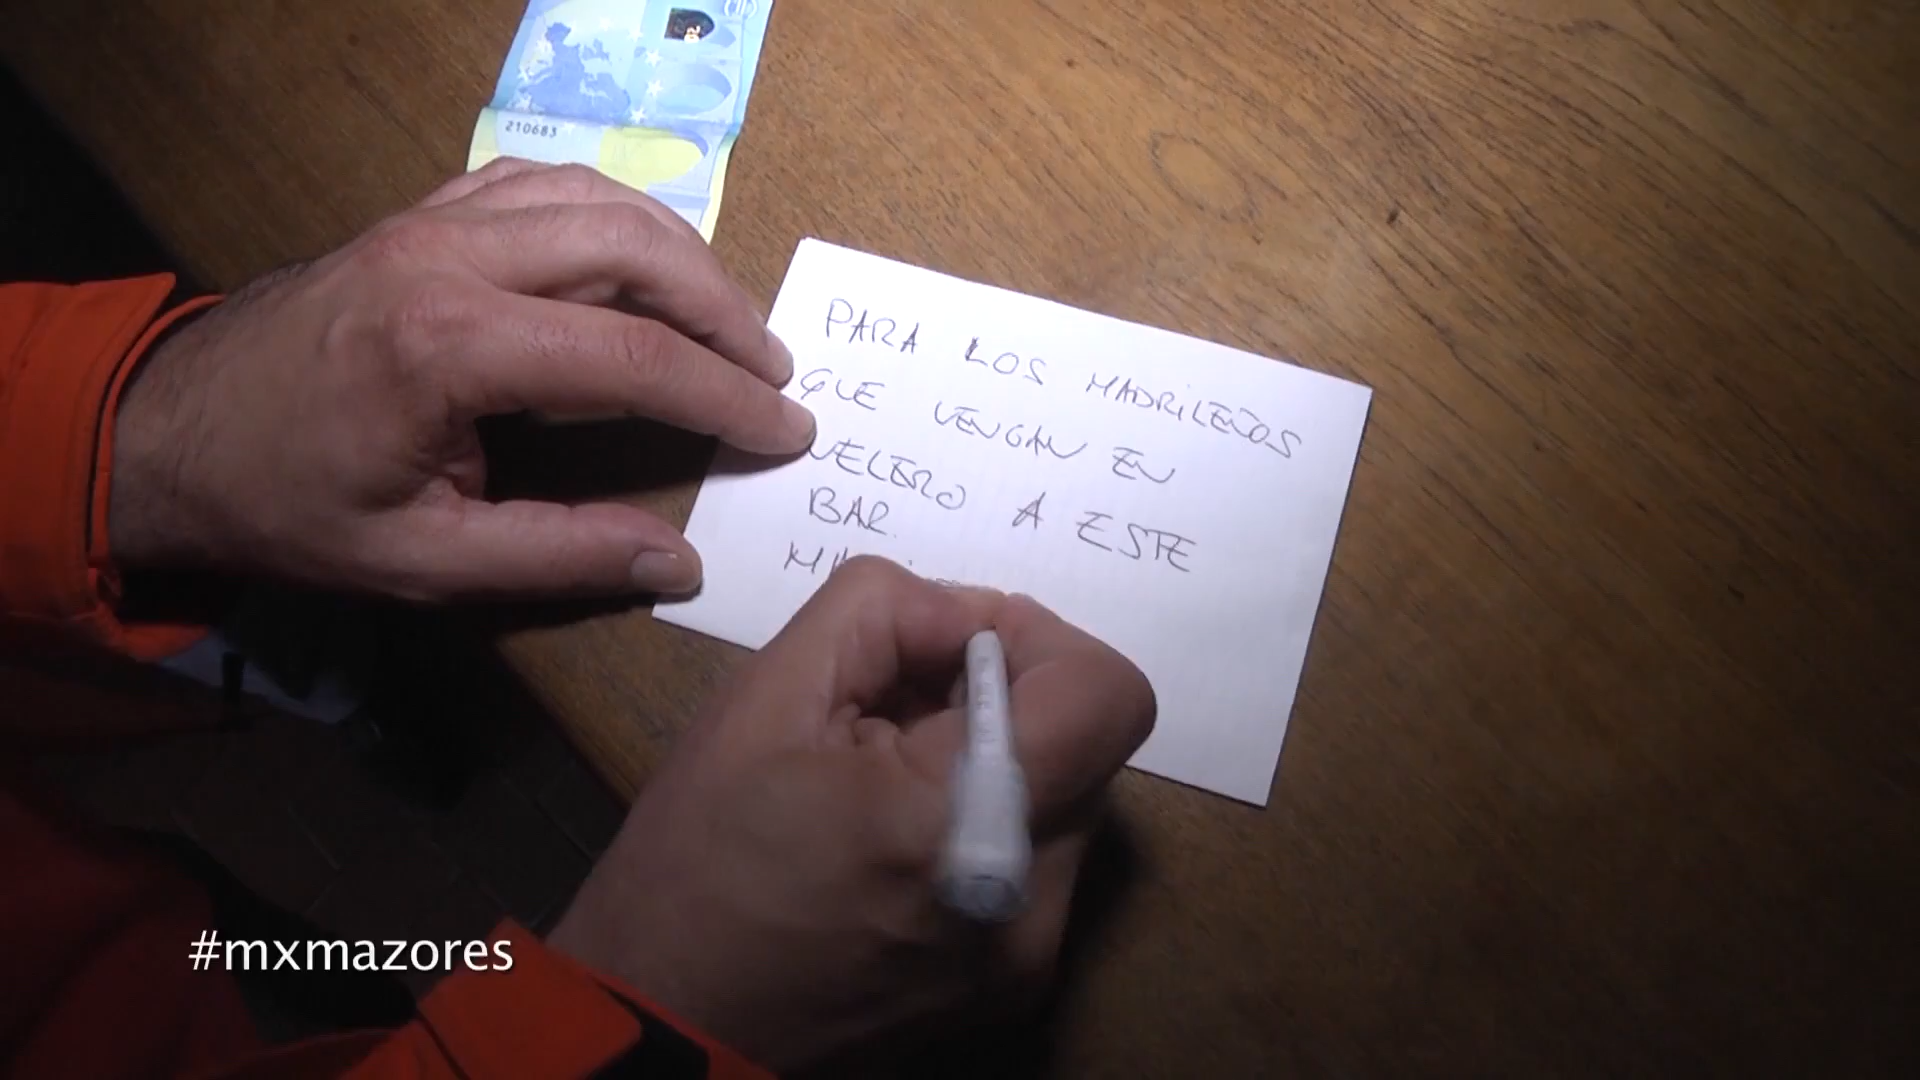 210683
PARA LOS MADRILEÑOS
QUE VENGAN EN
VELERO A ESTE
BAR.
#mxmazores